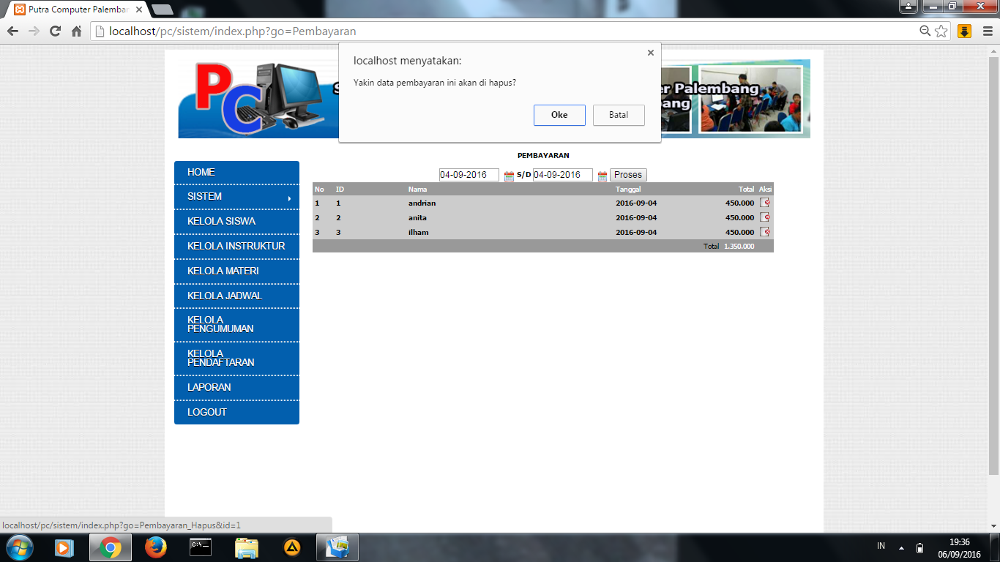 Putra Computer Palembar
localhost/pc/sistem/index.php?go=Pembayaran
localhost menyatakan:
Yakin data pembayaran ini akan di hapus?
Oke Batal
PC
S
er Palembang
bang
HOME
SISTEM
KELOLA SISWA
KELOLA INSTRUKTUR
KELOLA MATERI
KELOLA JADWAL
KELOLA
PENGUMUMAN
KELOLA
PENDAFTARAN
LAPORAN
LOGOUT
PEMBAYARAN
04-09-2016 S/D 04-09-2016 Proses
No ID Nama Tanggal Total Aksi
1 1 andrian 2016-09-04 450.000
2 2 anita 2016-09-04 450.000
3 3 ilham 2016-09-04 450.000
Total 1.350.000
localhost/pc/sistem/index.php?go=Pembayaran_Hapus&id=1
IN
19:36
06/09/2016